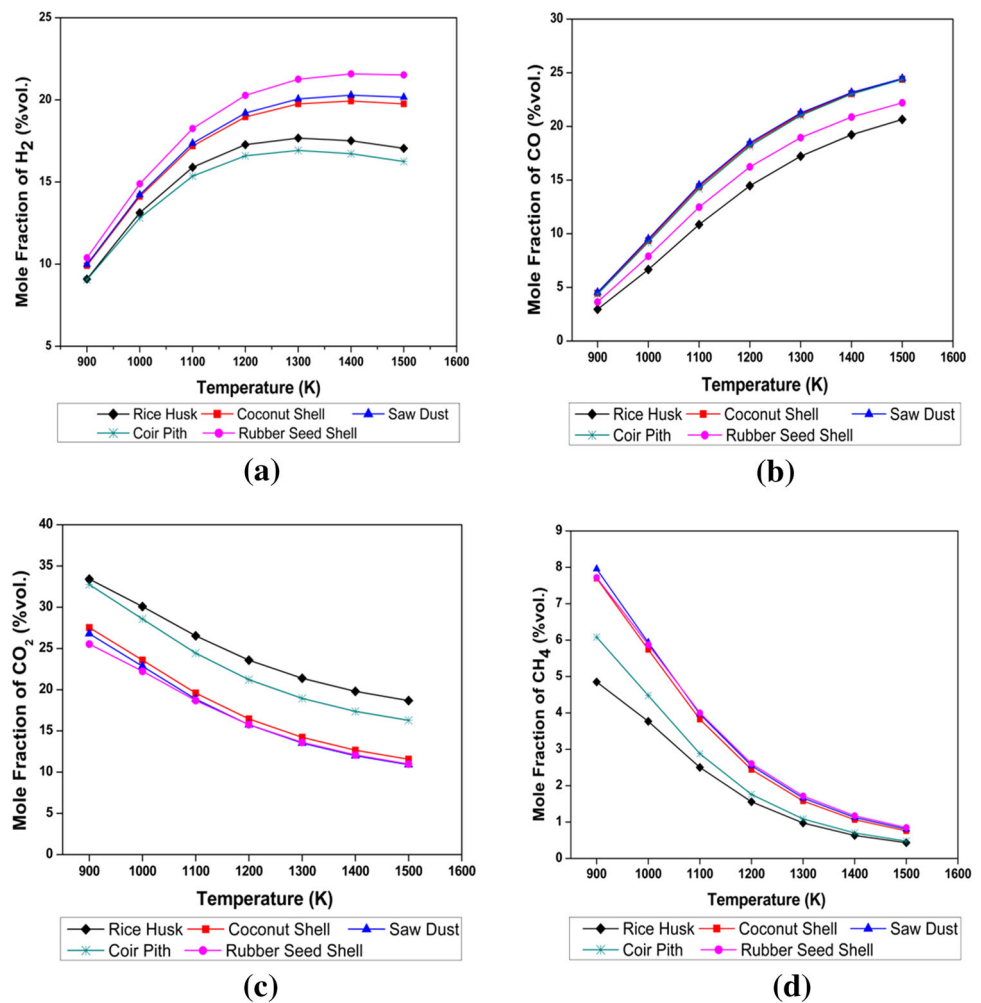 25
20
15
10
5
Mole Fraction of H2 (%vol.)
900 1000 1100 1200 1300 1400 1500 1600
Temperature (K)
Rice Husk Coconut Shell Saw Dust
Coir Pith Rubber Seed Shell
(a)
30
25
20
15
10
5
0
Mole Fraction of CO (%vol.)
900 1000 1100 1200 1300 1400 1500 1600
Temperature (K)
Rice Husk Coconut Shell Saw Dust
Coir Pith Rubber Seed Shell
(b)
40
35
30
25
20
15
10
5
0
Mole Fraction of CO2 (%vol.)
900 1000 1100 1200 1300 1400 1500 1600
Temperature (K)
Rice Husk Coconut Shell Saw Dust
Coir Pith Rubber Seed Shell
(c)
9
8
7
6
5
4
3
2
1
0
Mole Fraction of CH4 (%vol.)
900 1000 1100 1200 1300 1400 1500 1600
Temperature (K)
Rice Husk Coconut Shell Saw Dust
Coir Pith Rubber Seed Shell
(d)